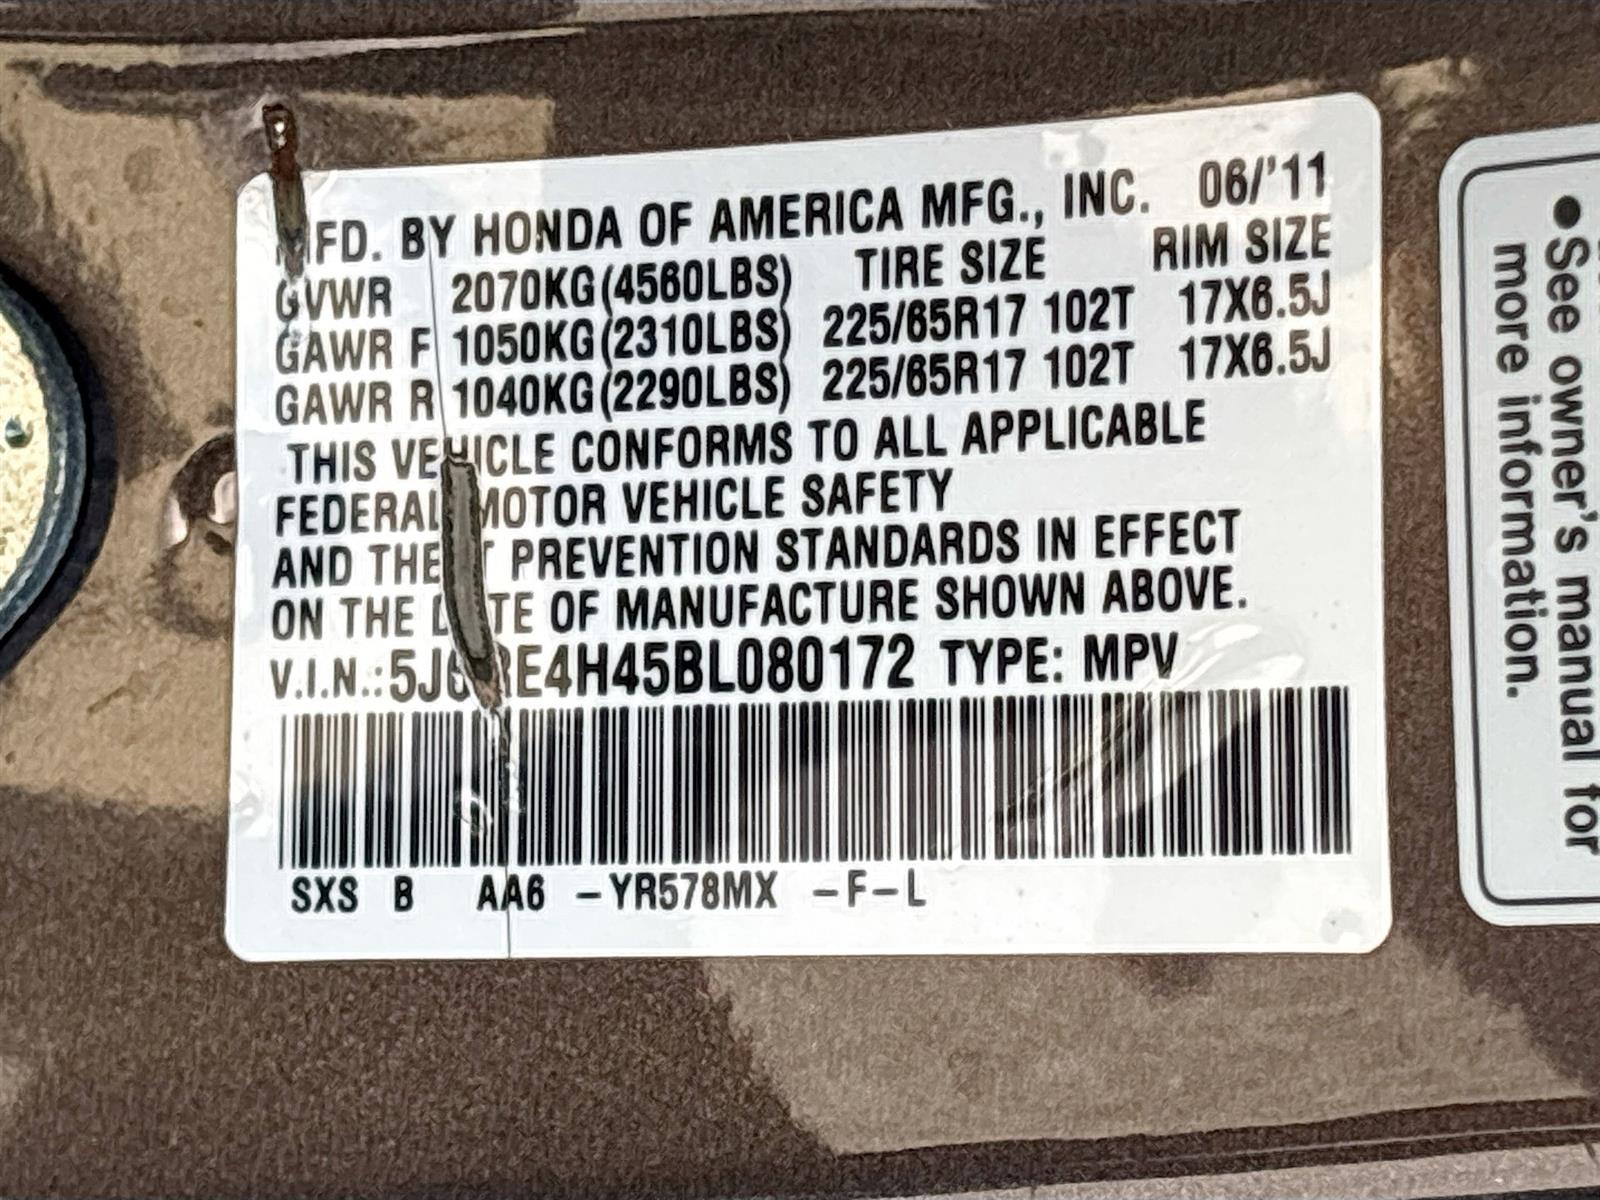 MFD. BY HONDA OF AMERICA MFG., INC. 06/'11
GVWR 2070KG(4560LBS) TIRE SIZE RIM SIZE
GAWR F 1050KG(2310LBS) 225/65R17 102T 17X6.5J
GAWR R 1040KG(2290LBS) 225/65R17 102T 17X6.5J
THIS VEHICLE CONFORMS TO ALL APPLICABLE
FEDERAL MOTOR VEHICLE SAFETY
AND THEFT PREVENTION STANDARDS IN EFFECT
ON THE DATE OF MANUFACTURE SHOWN ABOVE.
V.I.N.: TYPE: MPV
SXS B AA6 -YR578MX -F-L
●See owner's manual for
more information.